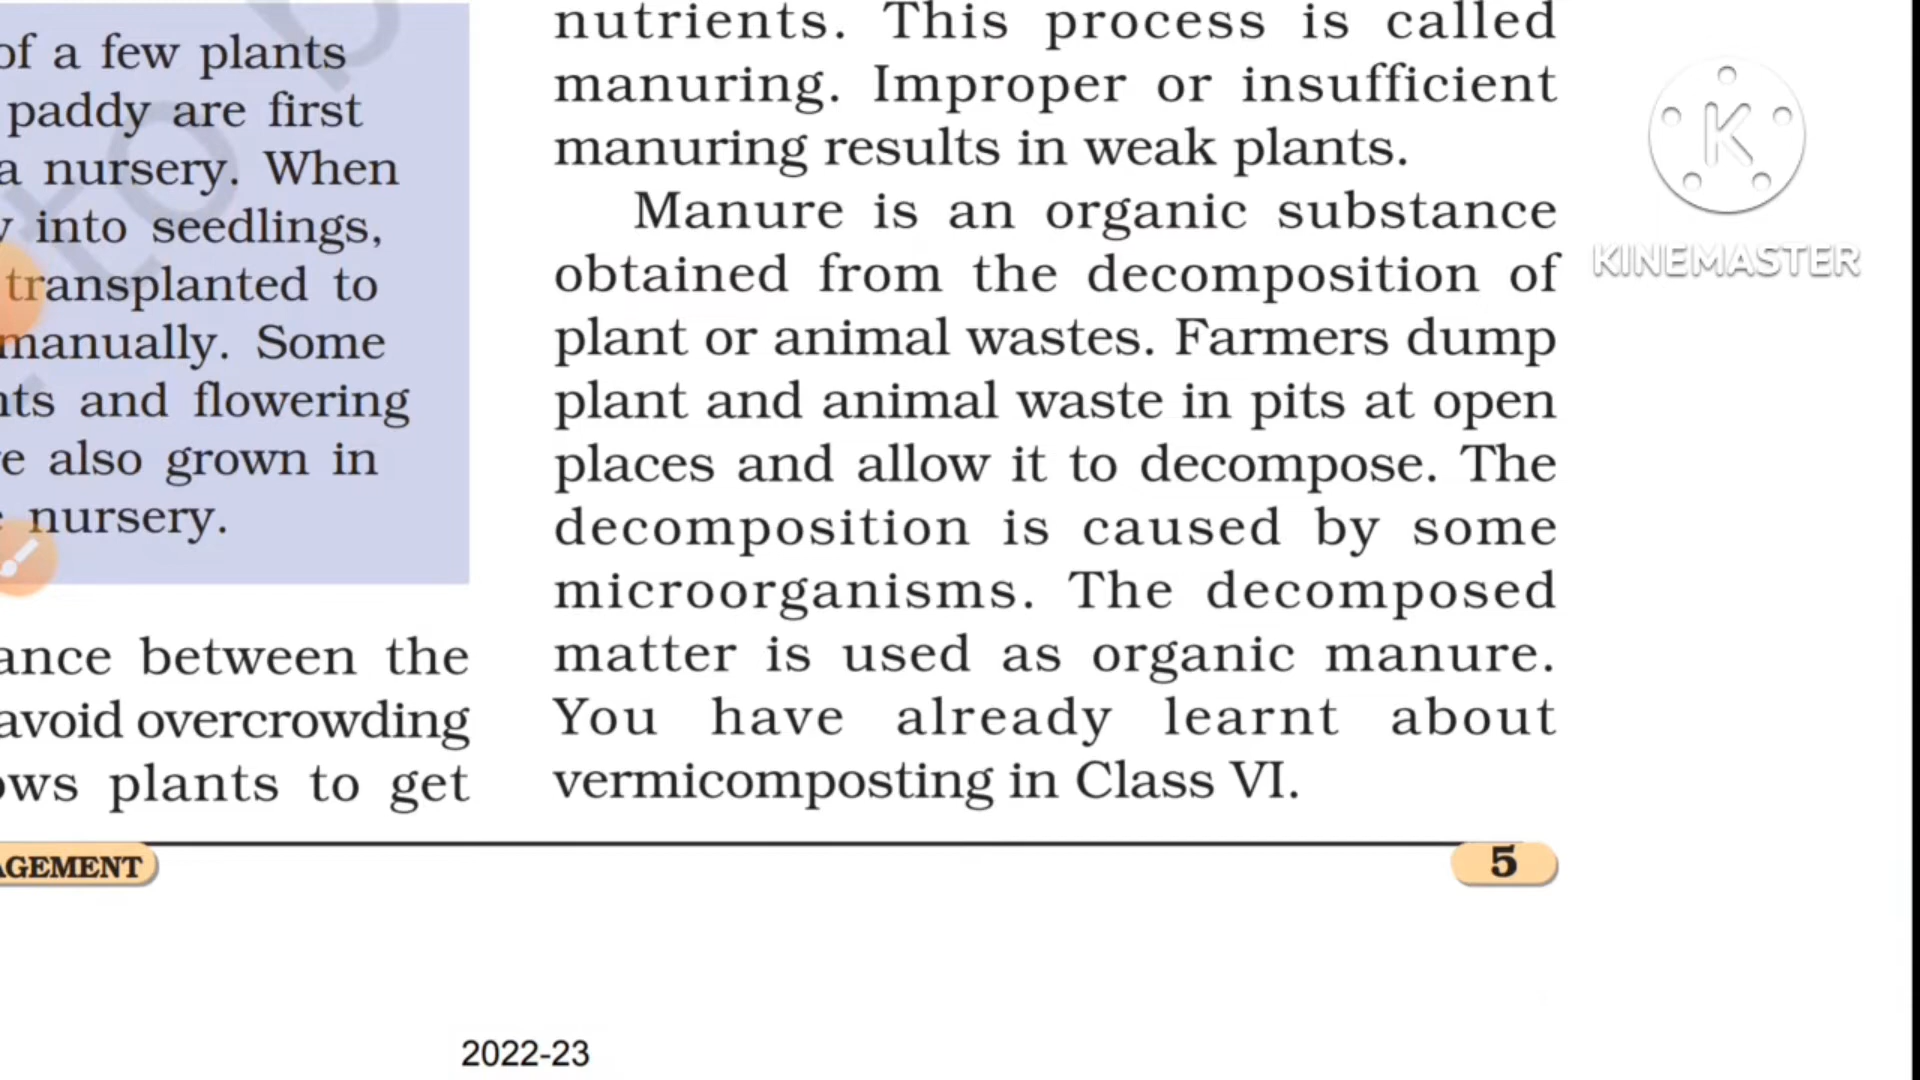 of a few plants
paddy are first
a nursery. When
into seedlings,
transplanted to
manually. Some
and flowering
also grown in
nursery.
between the
avoid overcrowding
plants to get
nutrients. This process is called
manuring. Improper or insufficient
manuring results in weak plants.
Manure is an organic substance
obtained from the decomposition of
plant or animal wastes. Farmers dump
plant and animal waste in pits at open
places and allow it to decompose. The
decomposition is caused by some
microorganisms. The decomposed
matter is used as organic manure.
You have already learnt about
vermicomposting in Class VI.
5
2022-23
K
KINEMASTER